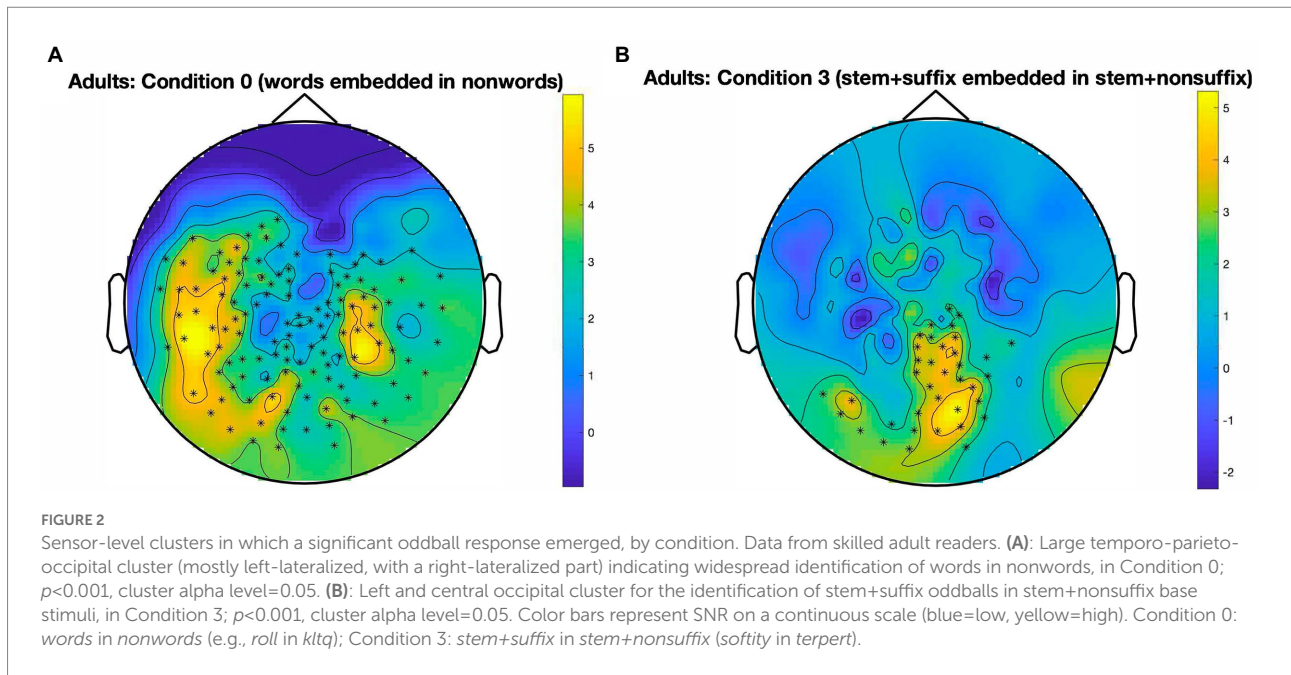 A
Adults: Condition 0 (words embedded in nonwords)
5
4
3
2
1
0
B
Adults: Condition 3 (stem+suffix embedded in stem+nonsuffix)
5
4
3
2
1
0
-1
-2
FIGURE 2
Sensor-level clusters in which a significant oddball response emerged, by condition. Data from skilled adult readers. (A): Large temporo-parieto-
occipital cluster (mostly left-lateralized, with a right-lateralized part) indicating widespread identification of words in nonwords, in Condition 0;
p<0.001, cluster alpha level=0.05. (B): Left and central occipital cluster for the identification of stem+suffix oddballs in stem+nonsuffix base
stimuli, in Condition 3; p<0.001, cluster alpha level=0.05. Color bars represent SNR on a continuous scale (blue=low, yellow=high). Condition 0:
words in nonwords (e.g., roll in kltq); Condition 3: stem+suffix in stem+nonsuffix (softity in terpert).